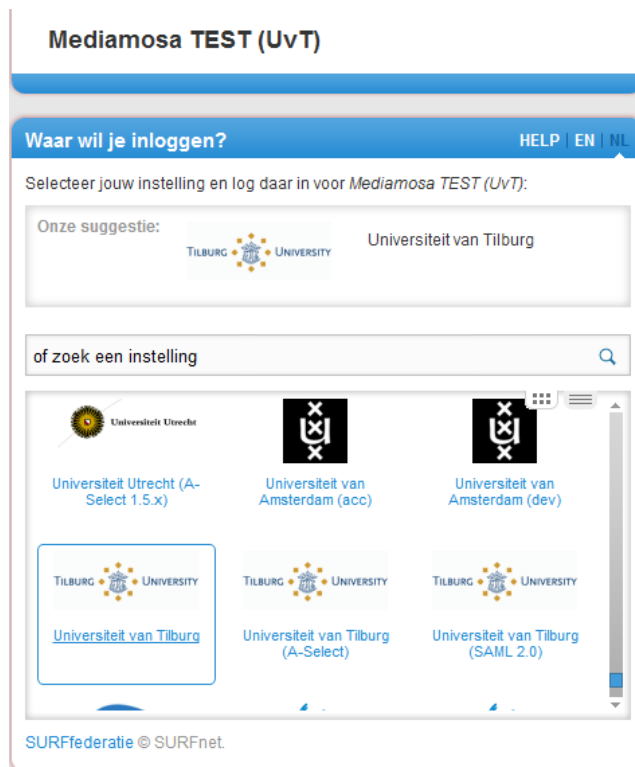 Mediamosa TEST (UvT)
Waar wil je inloggen?
HELP | EN | NL
Selecteer jouw instelling en log daar in voor Mediamosa TEST (UvT):
Onze suggestie:
TILBURG UNIVERSITY
Universiteit van Tilburg
of zoek een instelling
Universiteit Utrecht
Universiteit Utrecht (A-
Select 1.5.x)
Universiteit van
Amsterdam (acc)
Universiteit van
Amsterdam (dev)
TILBURG UNIVERSITY
Universiteit van Tilburg
TILBURG UNIVERSITY
Universiteit van Tilburg
(A-Select)
TILBURG UNIVERSITY
Universiteit van Tilburg
(SAML 2.0)
SURFfederatie © SURFnet.